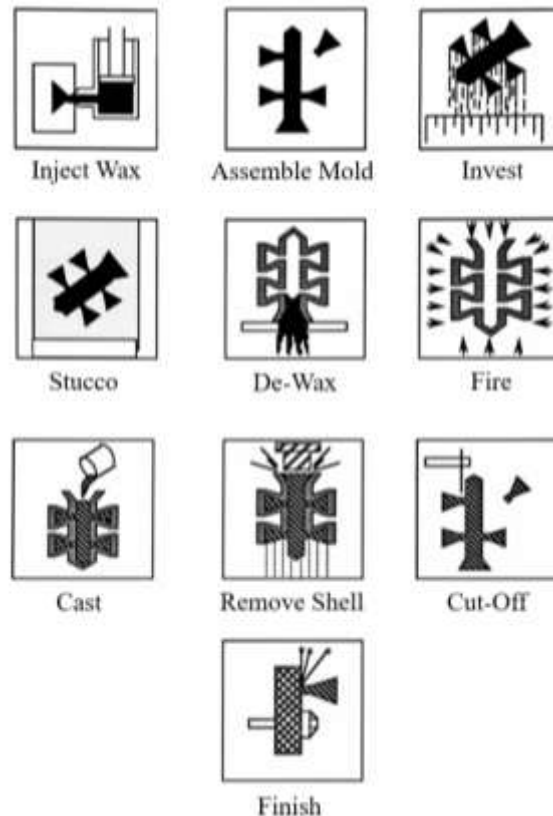 Inject Wax
Assemble Mold
Invest
Stucco
De-Wax
Fire
Cast
Remove Shell
Cut-Off
Finish